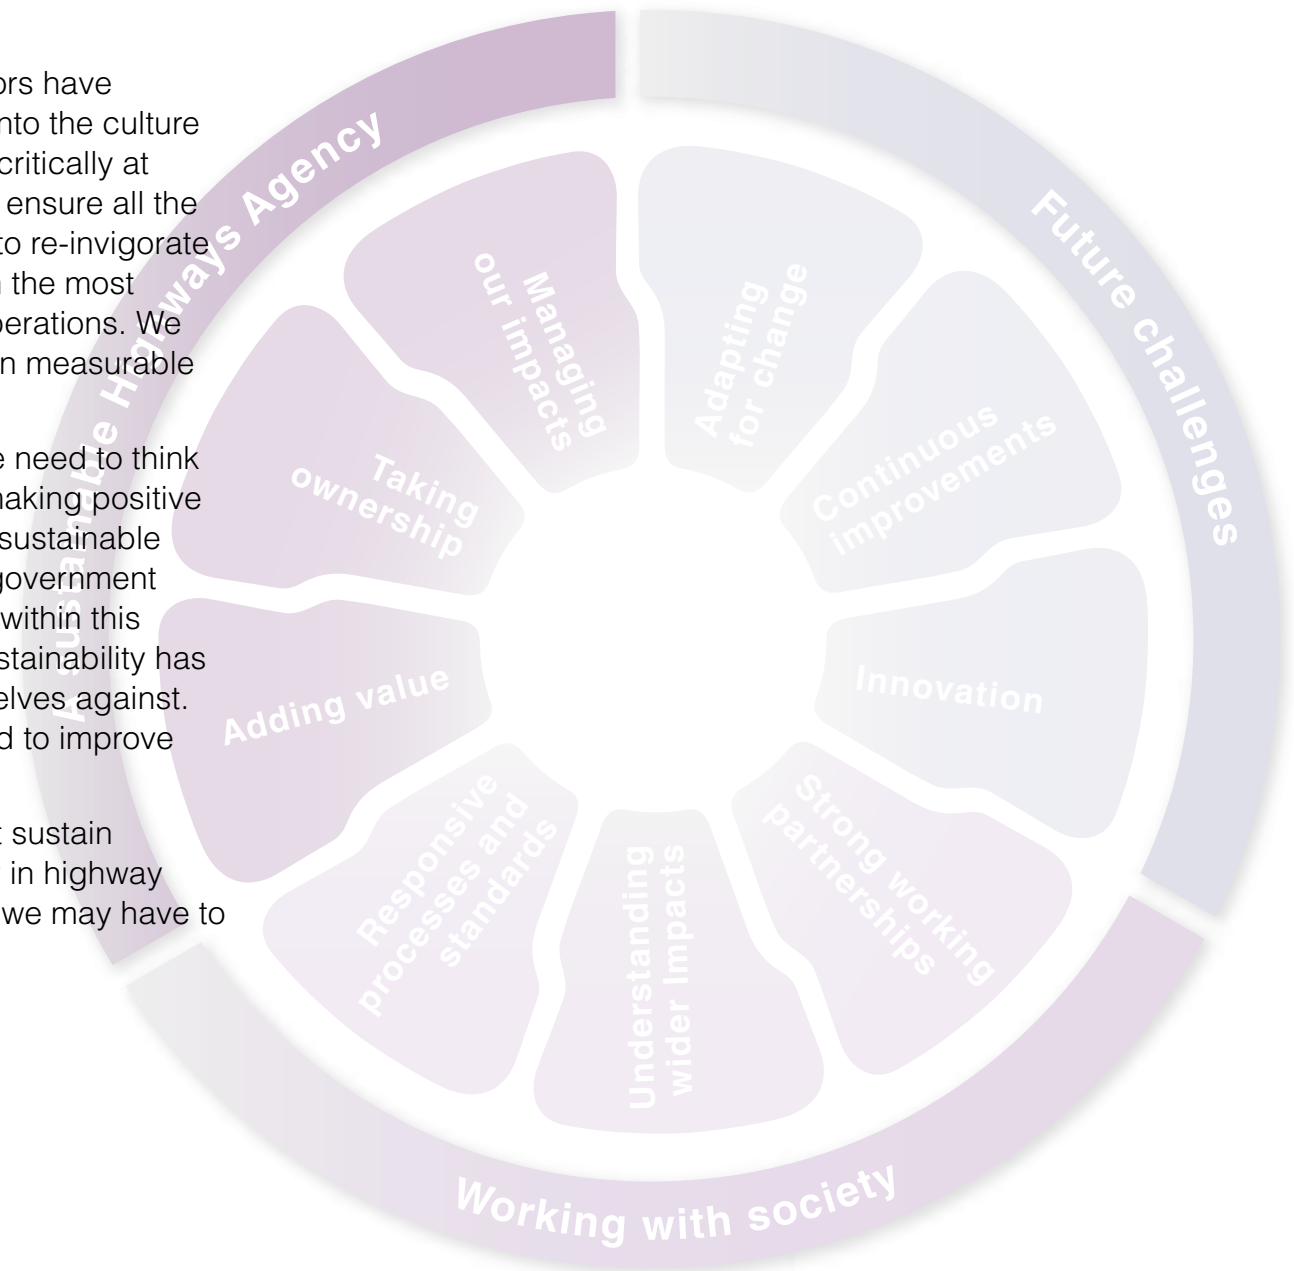 ors have
nto the culture
critically at
ensure all the
to re-invigorate
the most
perations. We
n measurable
e need to think
making positive
sustainable
government
within this
stainability has
elves against.
d to improve
t sustain
in highway
we may have to
A sustainable Highways Agency
Managing
our impacts
Taking
ownership
Adding value
Future challenges
Adapting
for change
Continuous
improvements
Innovation
Working with society
Strong working
partnerships
Understanding
wider Impacts
Responsive
processes and
standards